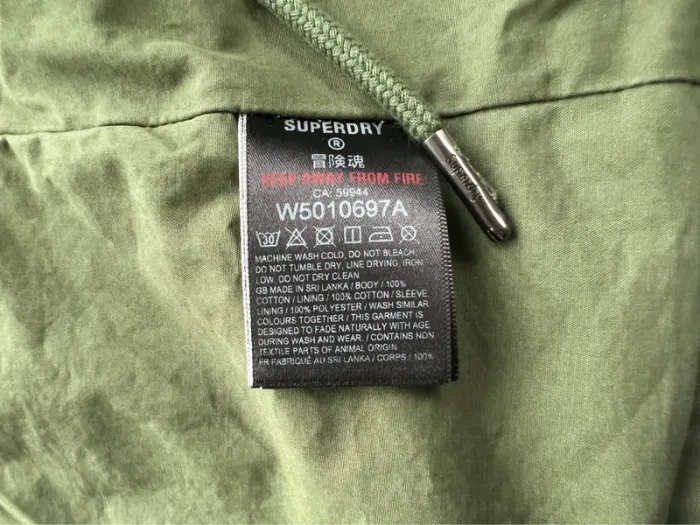 SUPERDRY
®
冒険魂
KEEP AWAY FROM FIRE
CA: 59944
W5010697A
30
MACHINE WASH COLD, DO NOT BLEACH,
DO NOT TUMBLE DRY, LINE DRYING, IRON
LOW, DO NOT DRY CLEAN
GB MADE IN SRI LANKA / BODY / 100%
COTTON / LINING / 100% COTTON / SLEEVE
LINING / 100% POLYESTER / WASH SIMILAR
COLOURS TOGETHER / THIS GARMENT IS
DESIGNED TO FADE NATURALLY WITH AGE
DURING WASH AND WEAR. / CONTAINS NON
TEXTILE PARTS OF ANIMAL ORIGIN
FR FABRIQUÉ AU SRI LANKA / CORPS / 100%
Superdry